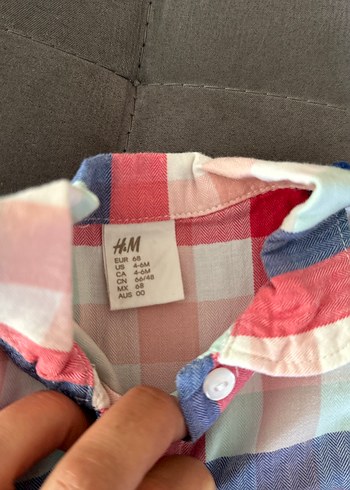 H&M
EUR 68
US 4-6M
CA 4-6M
CN 66/48
MX 68
AUS 00